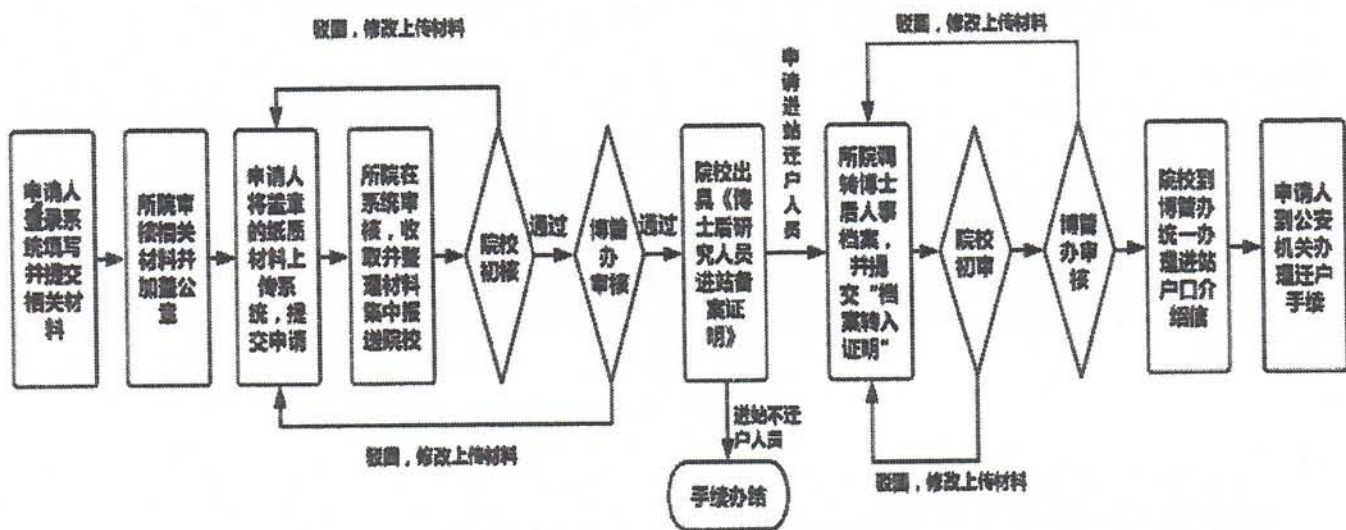 驳回，修改上传材料
驳回，修改上传材料
申请人
登录系
统填写
并提交
相关材
料
所院审
核相关
材料并
加盖公
章
申请人
将盖章
的纸质
材料上
传系
统，提
交申请
所院在
系统审
核，收
取并整
理材料
集中报
送院校
院校
初核
通过
博管
办
审核
通过
院校出
具《博
士后研
究人员
进站备
案证
明》
申请进站迁户人员
所院调
转博士
后人事
档案，
并提
交“档
案转入
证明”
院校
初审
博管
办审
核
院校到
博管办
统一办
理进站
户口介
绍信
申请人
到公安
机关办
理迁户
手续
驳回，修改上传材料
进站不迁
户人员
手续办结
驳回，修改上传材料